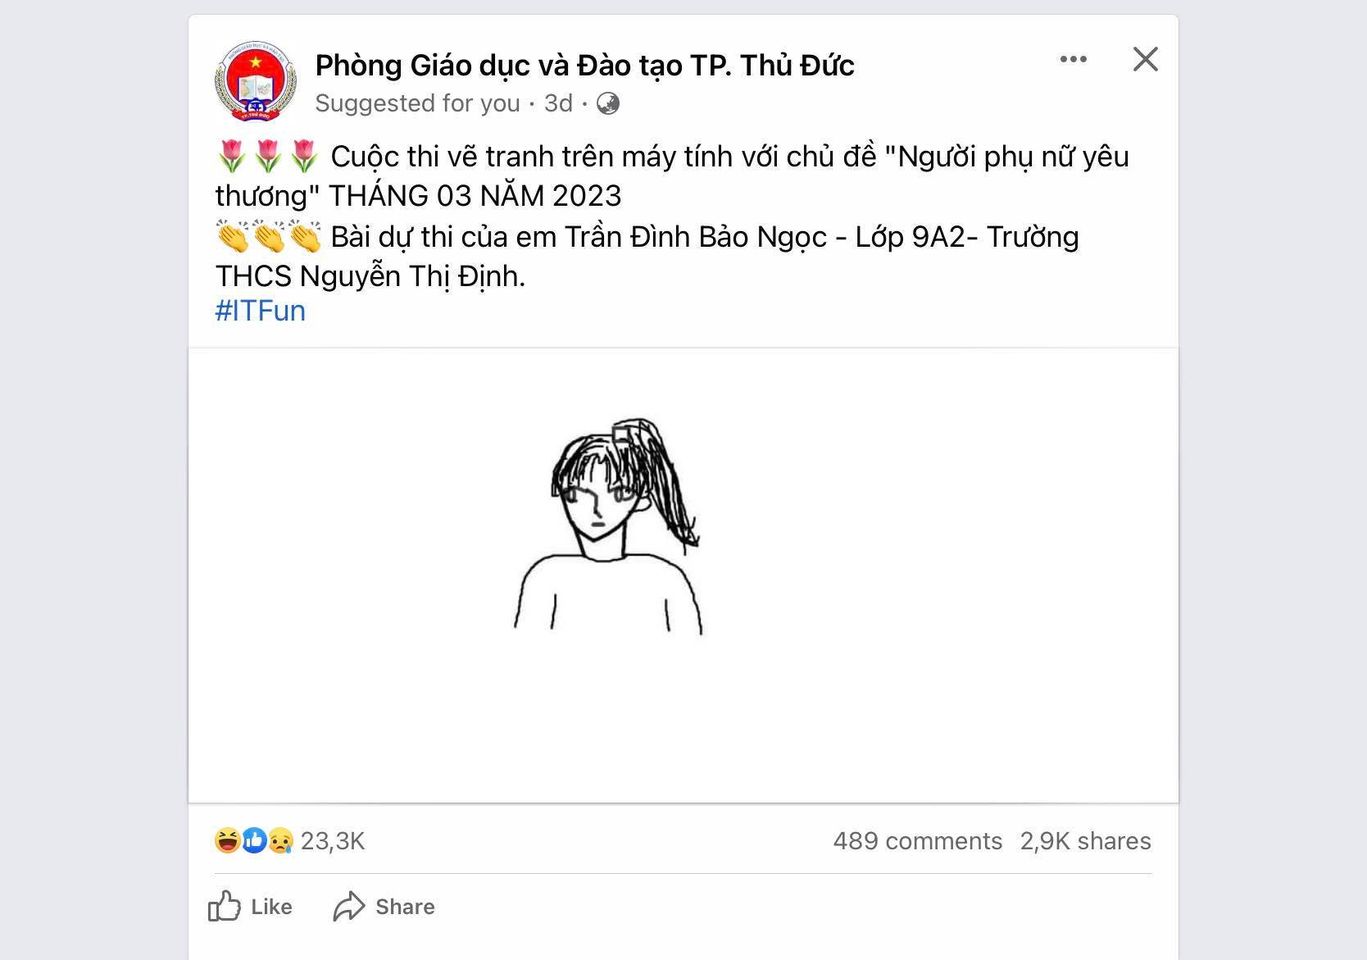 Phòng Giáo dục và Đào tạo TP. Thủ Đức
Suggested for you · 3d ·
🌷🌷🌷 Cuộc thi vẽ tranh trên máy tính với chủ đề "Người phụ nữ yêu
thương" THÁNG 03 NĂM 2023
👏👏👏 Bài dự thi của em Trần Đình Bảo Ngọc - Lớp 9A2- Trường
THCS Nguyễn Thị Định.
#ITFun
23,3K 489 comments 2,9K shares
Like Share